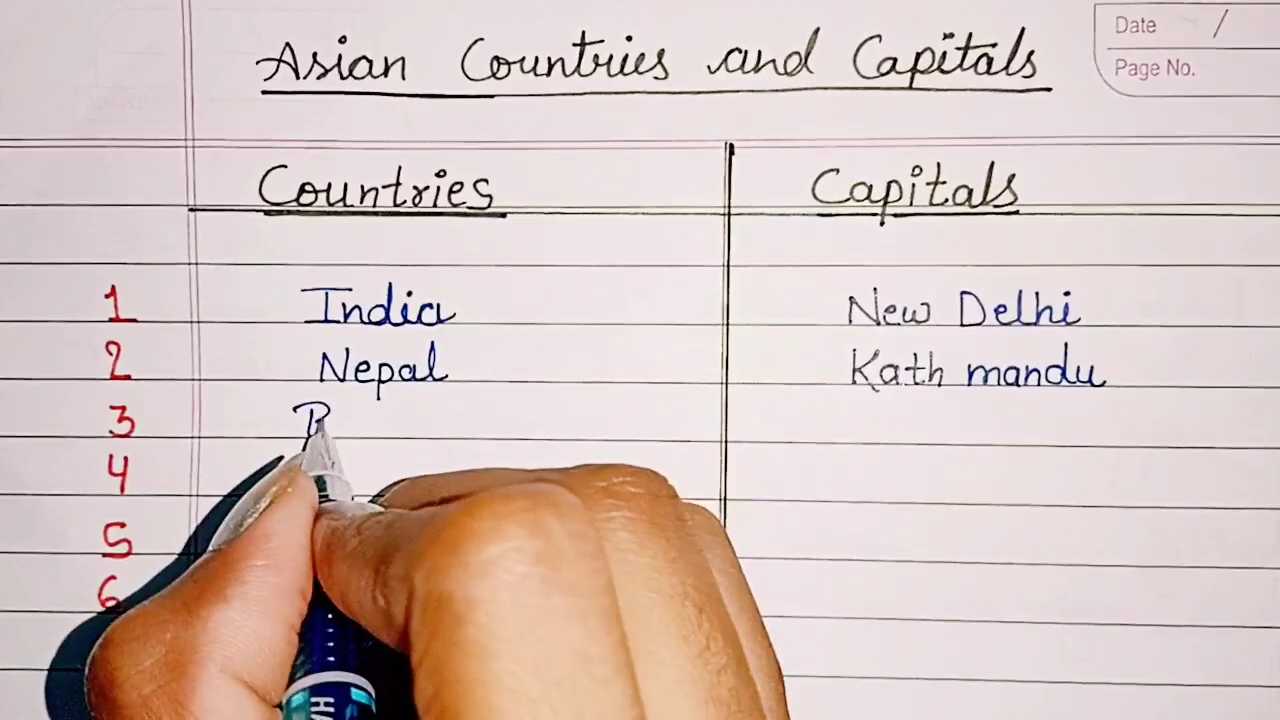 Date /
Page No.
Asian Countries and Capitals
Countries Capitals
1 India New Delhi
2 Nepal Kath mandu
3
4
5
6